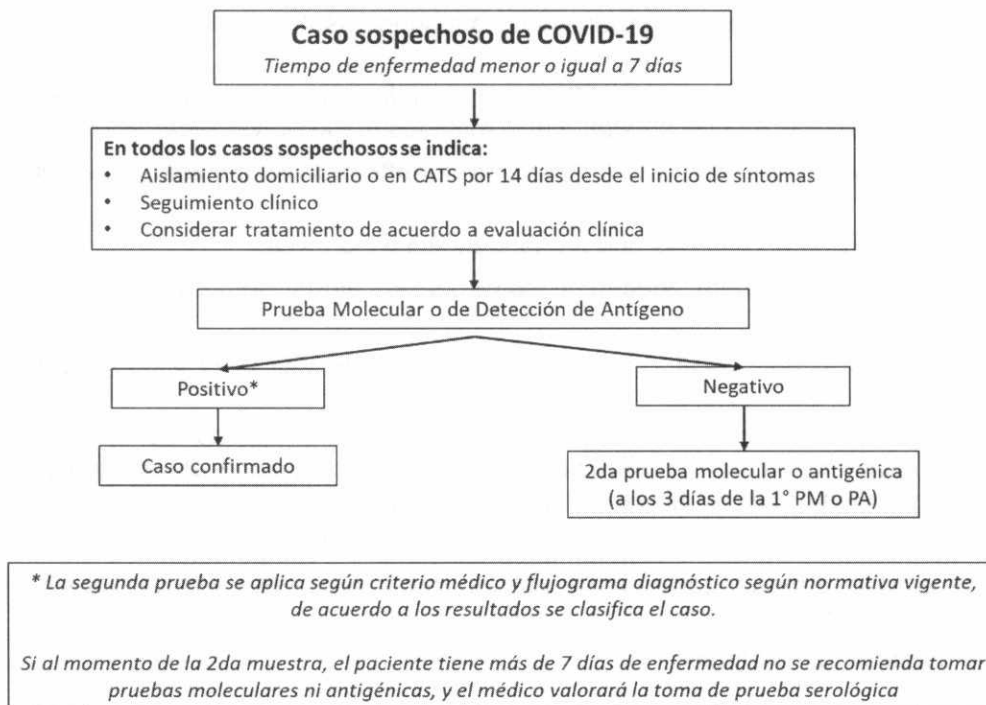 Caso sospechoso de COVID-19
Tiempo de enfermedad menor o igual a 7 días
En todos los casos sospechosos se indica:
• Aislamiento domiciliario o en CATS por 14 días desde el inicio de síntomas
• Seguimiento clínico
• Considerar tratamiento de acuerdo a evaluación clínica
Prueba Molecular o de Detección de Antígeno
Positivo*
Negativo
Caso confirmado
2da prueba molecular o antigénica
(a los 3 días de la 1° PM o PA)
* La segunda prueba se aplica según criterio médico y flujograma diagnóstico según normativa vigente,
de acuerdo a los resultados se clasifica el caso.
Si al momento de la 2da muestra, el paciente tiene más de 7 días de enfermedad no se recomienda tomar
pruebas moleculares ni antigénicas, y el médico valorará la toma de prueba serológica